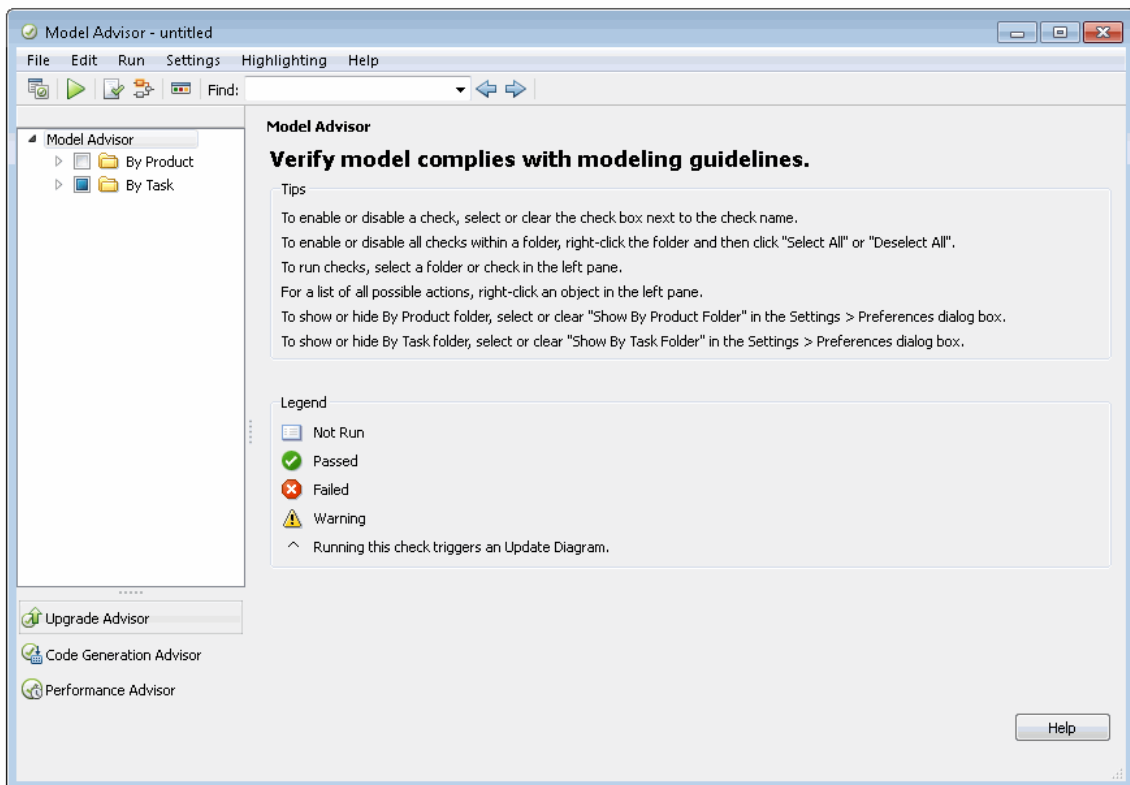 Model Advisor - untitled
File Edit Run Settings Highlighting Help
Find:
Model Advisor
By Product
By Task
Upgrade Advisor
Code Generation Advisor
Performance Advisor
Model Advisor
Verify model complies with modeling guidelines.
Tips
To enable or disable a check, select or clear the check box next to the check name.
To enable or disable all checks within a folder, right-click the folder and then click "Select All" or "Deselect All".
To run checks, select a folder or check in the left pane.
For a list of all possible actions, right-click an object in the left pane.
To show or hide By Product folder, select or clear "Show By Product Folder" in the Settings > Preferences dialog box.
To show or hide By Task folder, select or clear "Show By Task Folder" in the Settings > Preferences dialog box.
Legend
Not Run
Passed
Failed
Warning
^ Running this check triggers an Update Diagram.
Help